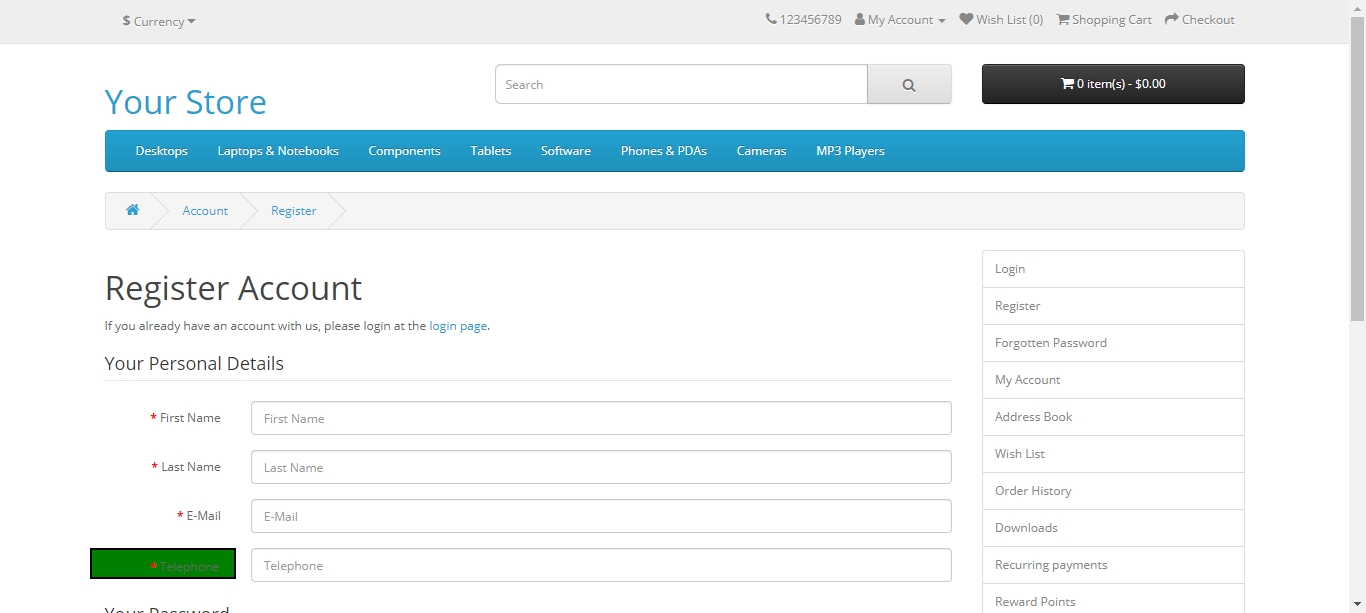 $ Currency
123456789 My Account Wish List (0) Shopping Cart Checkout
Your Store
Search
0 item(s) - $0.00
Desktops Laptops & Notebooks Components Tablets Software Phones & PDAs Cameras MP3 Players
Account Register
Register Account
If you already have an account with us, please login at the login page.
Your Personal Details
* First Name First Name
* Last Name Last Name
* E-Mail E-Mail
* Telephone Telephone
Your Password
Login
Register
Forgotten Password
My Account
Address Book
Wish List
Order History
Downloads
Recurring payments
Reward Points